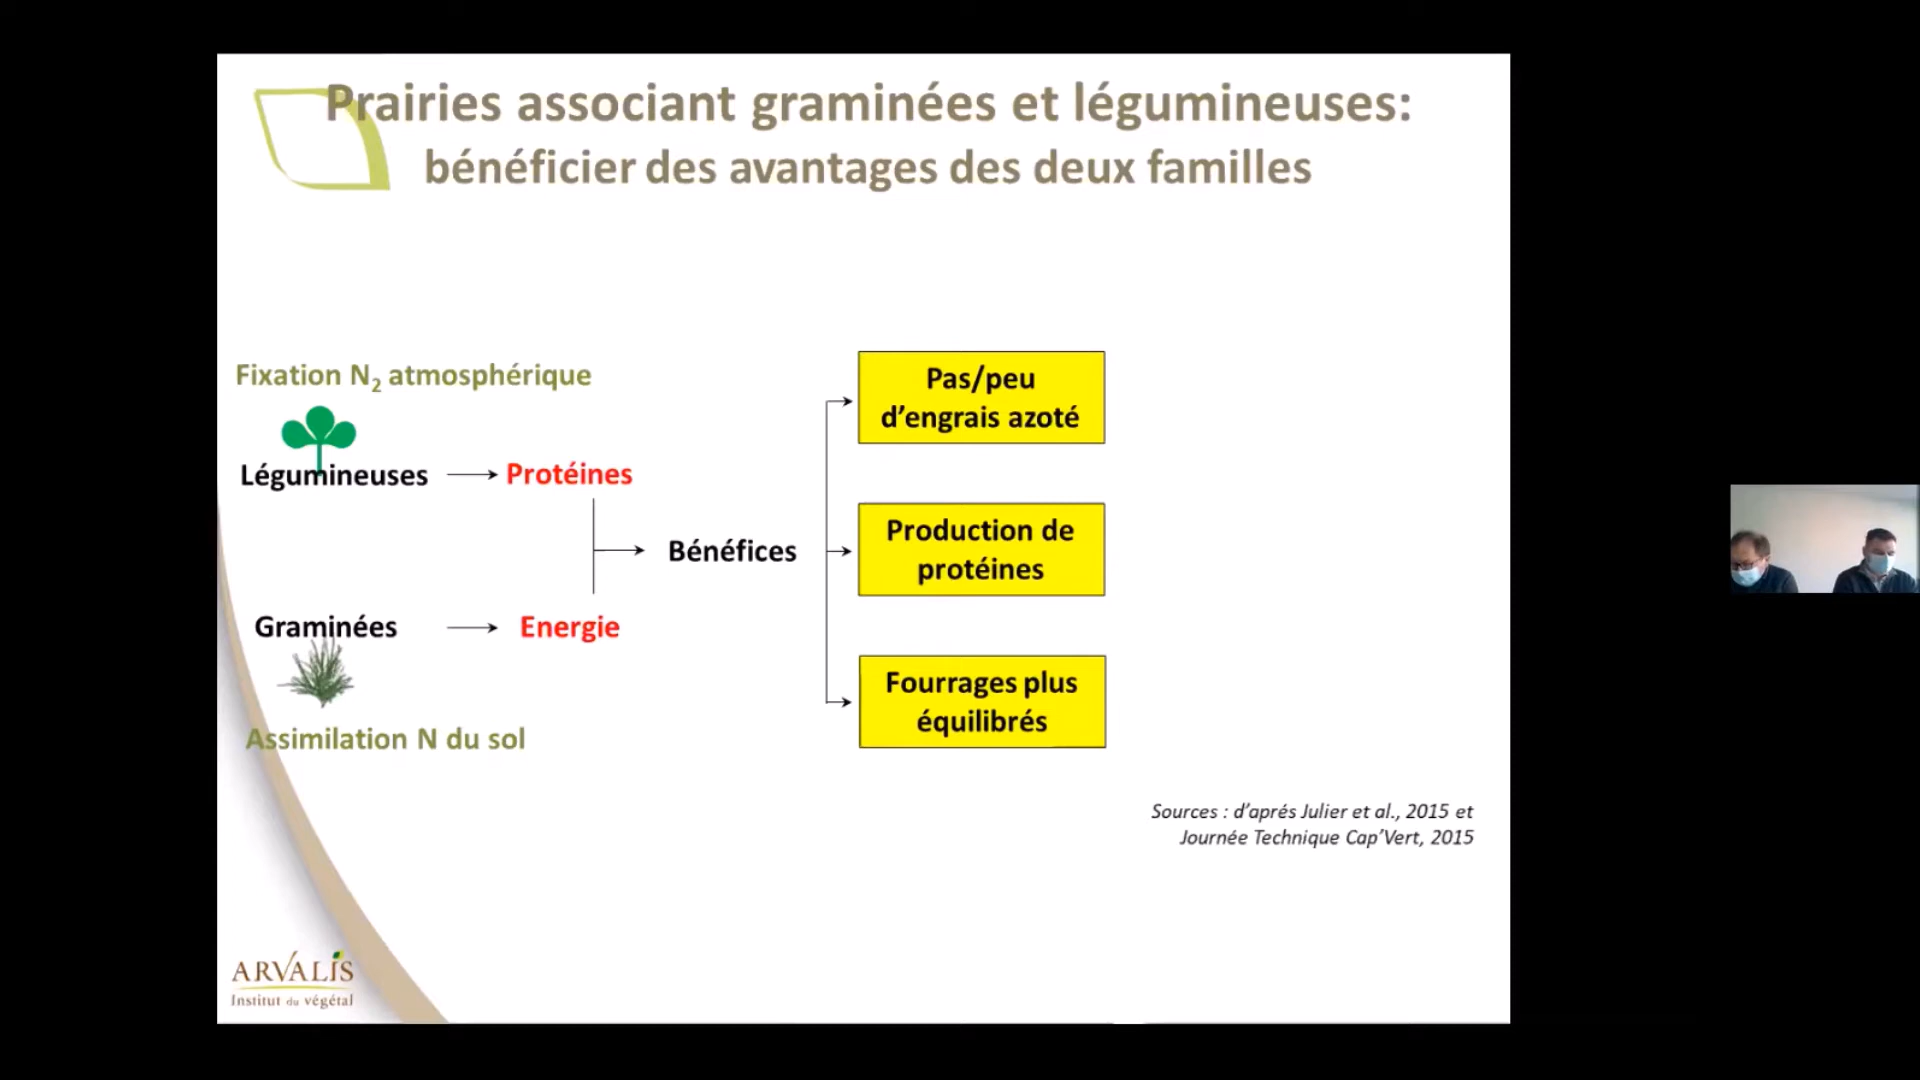 Prairies associant graminées et légumineuses:
bénéficier des avantages des deux familles
Fixation N₂ atmosphérique
Légumineuses
Protéines
Bénéfices
Graminées
Energie
Assimilation N du sol
Pas/peu
d’engrais azoté
Production de
protéines
Fourrages plus
équilibrés
Sources : d’aprés Julier et al., 2015 et
Journée Technique Cap’Vert, 2015
ARVALIS
Institut du végétal